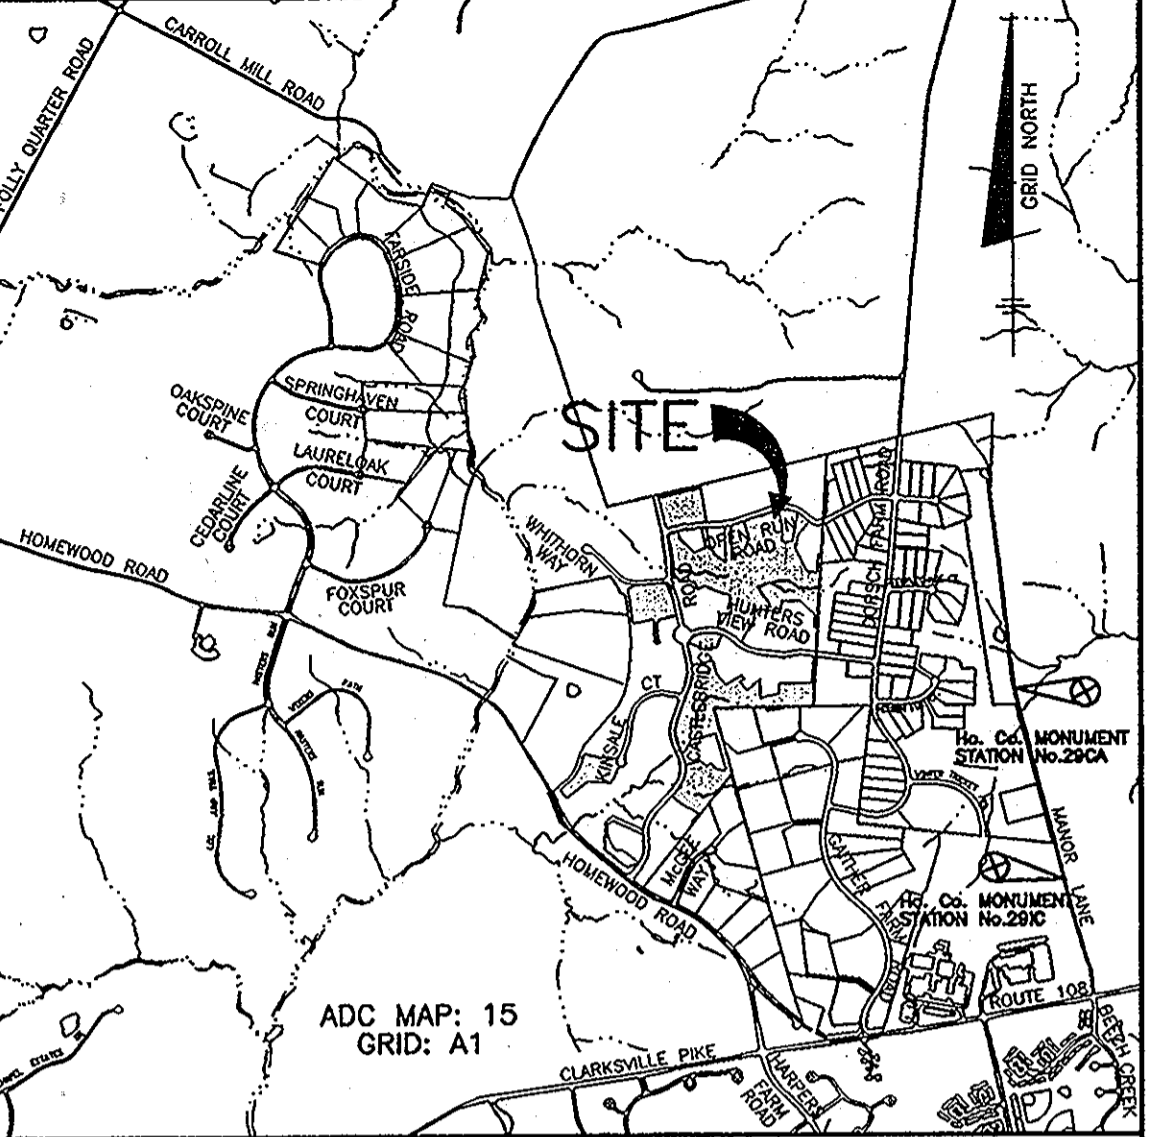 CARROLL MILL ROAD
FOLLY QUARTER ROAD
GRID NORTH
FARSIDE ROAD
SPRINGHAVEN
COURT
OAKSPINE
COURT
LAURELOAK
COURT
CEDARLINE
COURT
SITE
HOMEWOOD ROAD
FOXSPUR
COURT
WHITHORN
WAY
OPEN RUN
ROAD
ROAD
HUNTERS
VIEW ROAD
DORSCH FARM ROAD
CASTLEBRIDGE
KINSALE CT
Ho. Co. MONUMENT
STATION No.29CA
MANOR LANE
GAITHER FARM ROAD
McGEE
WAY
HOMEWOOD ROAD
Ho. Co. MONUMENT
STATION No.291C
ROUTE 108
BEECH CREEK
ADC MAP: 15
GRID: A1
CLARKSVILLE PIKE
HARPERS
FARM
ROAD
ESTATES